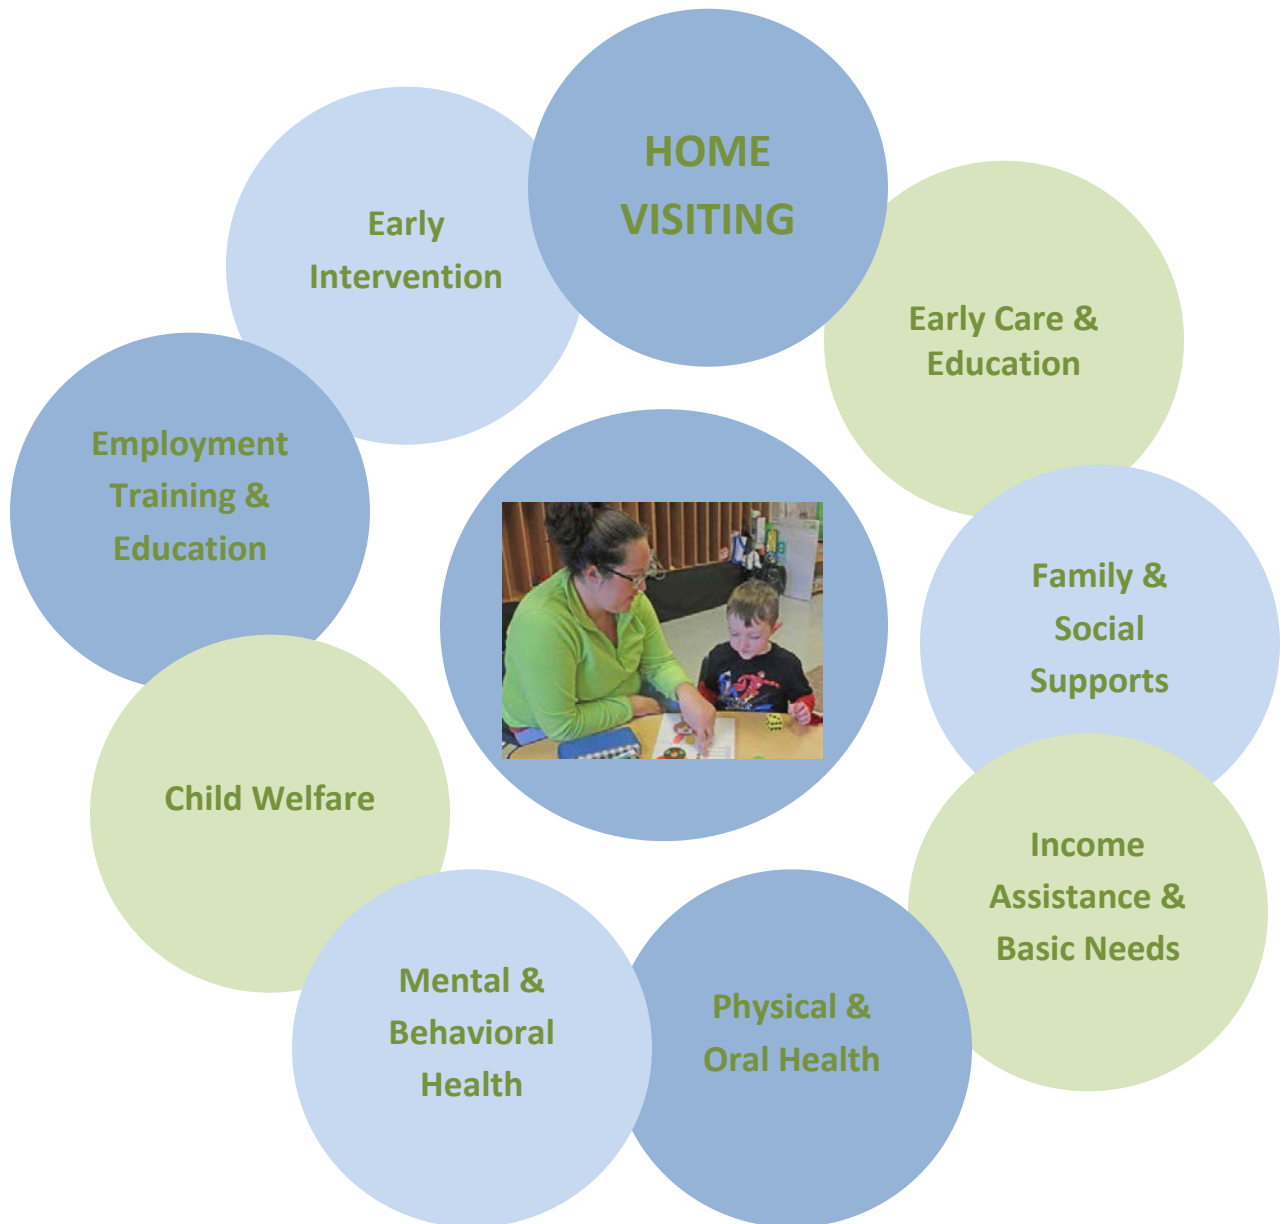 HOME
VISITING
Early
Intervention
Early Care &
Education
Employment
Training &
Education
Family &
Social
Supports
Child Welfare
Income
Assistance &
Basic Needs
Mental &
Behavioral
Health
Physical &
Oral Health